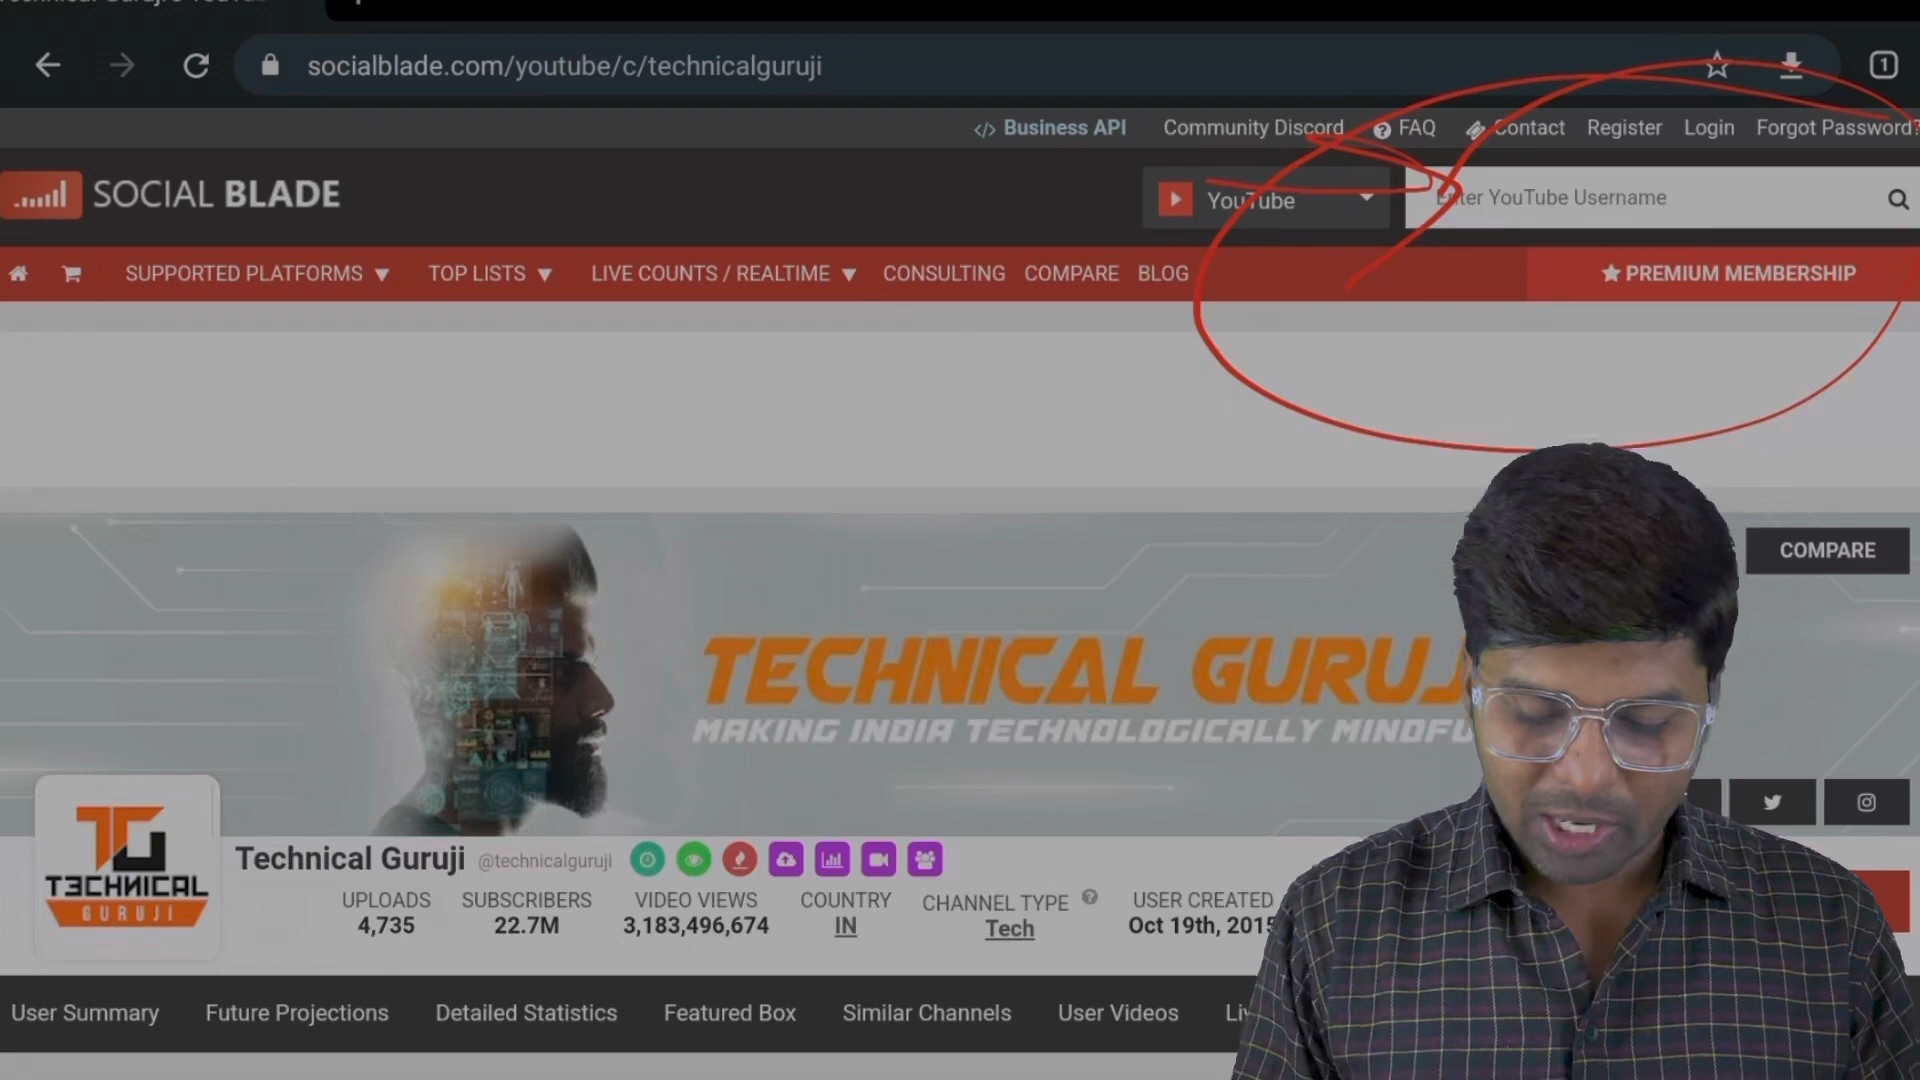 socialblade.com/youtube/c/technicalguruji
1
Business API Community Discord FAQ Contact Register Login Forgot Password?
SOCIAL BLADE
YouTube
Enter YouTube Username
SUPPORTED PLATFORMS TOP LISTS LIVE COUNTS / REALTIME CONSULTING COMPARE BLOG
PREMIUM MEMBERSHIP
COMPARE
TECHNICAL GURUJ
MAKING INDIA TECHNOLOGICALLY MINDFU
TG
T3CHNICAL
GURUJI
Technical Guruji @technicalguruji
UPLOADS SUBSCRIBERS VIDEO VIEWS COUNTRY CHANNEL TYPE USER CREATED
4,735 22.7M 3,183,496,674 IN Tech Oct 19th, 2015
User Summary Future Projections Detailed Statistics Featured Box Similar Channels User Videos